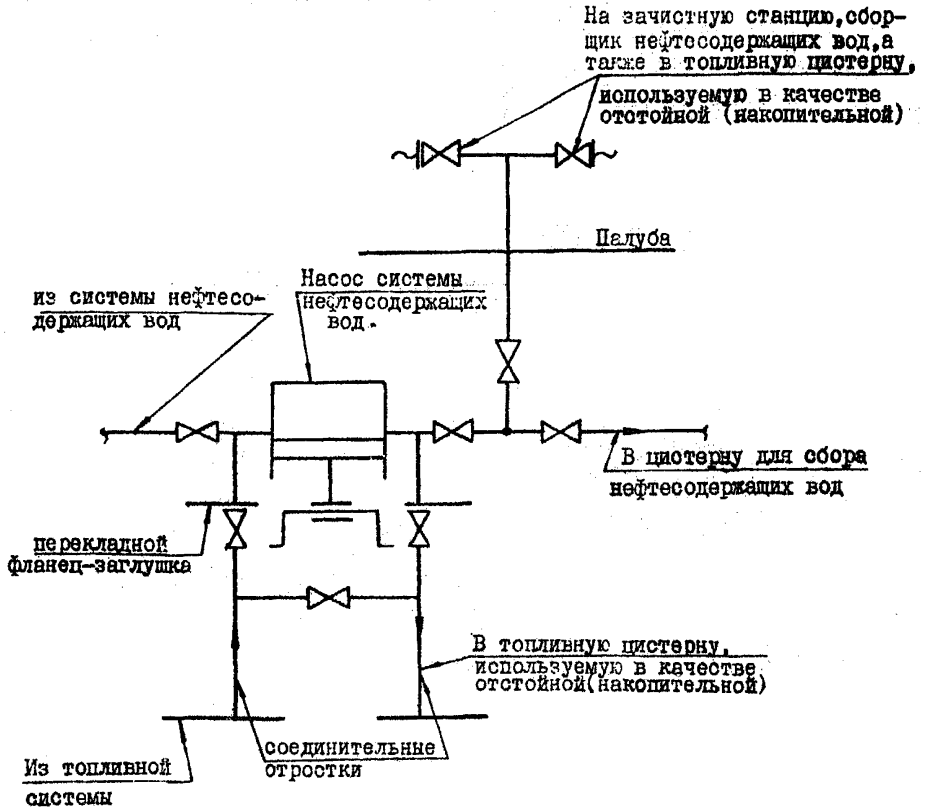 На зачистную станцию,сбор-
щик нефтесодержащих вод,а
также в топливную цистерну,
используемую в качестве
отстойной (накопительной)
Палуба
Насос системы
нефтесодержащих
вод.
из системы нефтесо-
держащих вод
В цистерну для сбора
нефтесодержащих вод
перекладной
фланец-заглушка
В топливную цистерну,
используемую в качестве
отстойной(накопительной)
соединительные
отростки
Из топливной
системы